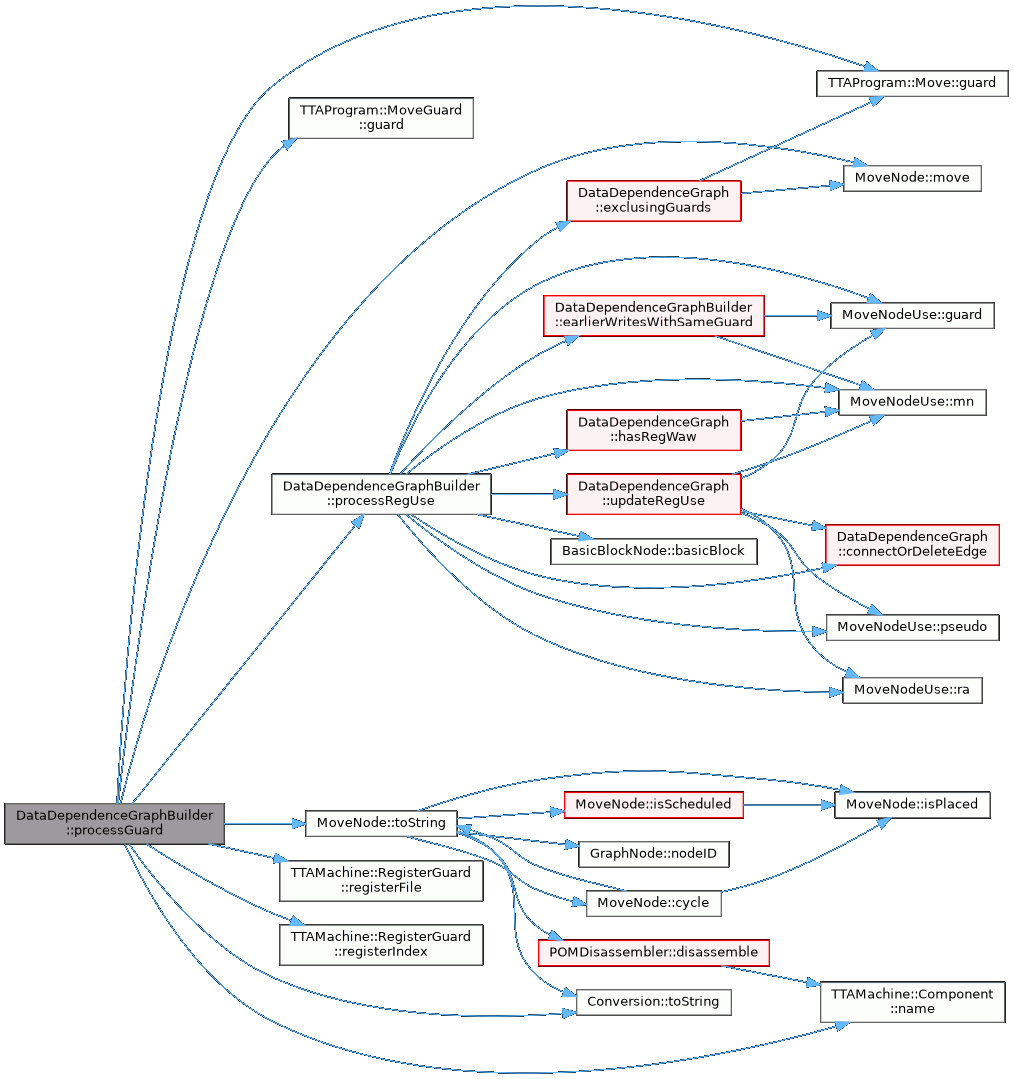 TTAProgram::Move::guard
TTAProgram::MoveGuard
::guard
MoveNode::move
DataDependenceGraph
::exclusingGuards
DataDependenceGraphBuilder
::earlierWritesWithSameGuard
MoveNodeUse::guard
MoveNodeUse::mn
DataDependenceGraph
::hasRegWaw
DataDependenceGraphBuilder
::processRegUse
DataDependenceGraph
::updateRegUse
BasicBlockNode::basicBlock
DataDependenceGraph
::connectOrDeleteEdge
MoveNodeUse::pseudo
MoveNodeUse::ra
DataDependenceGraphBuilder
::processGuard
MoveNode::toString
MoveNode::isScheduled
MoveNode::isPlaced
GraphNode::nodeID
TTAMachine::RegisterGuard
::registerFile
MoveNode::cycle
TTAMachine::RegisterGuard
::registerIndex
POMDisassembler::disassemble
Conversion::toString
TTAMachine::Component
::name